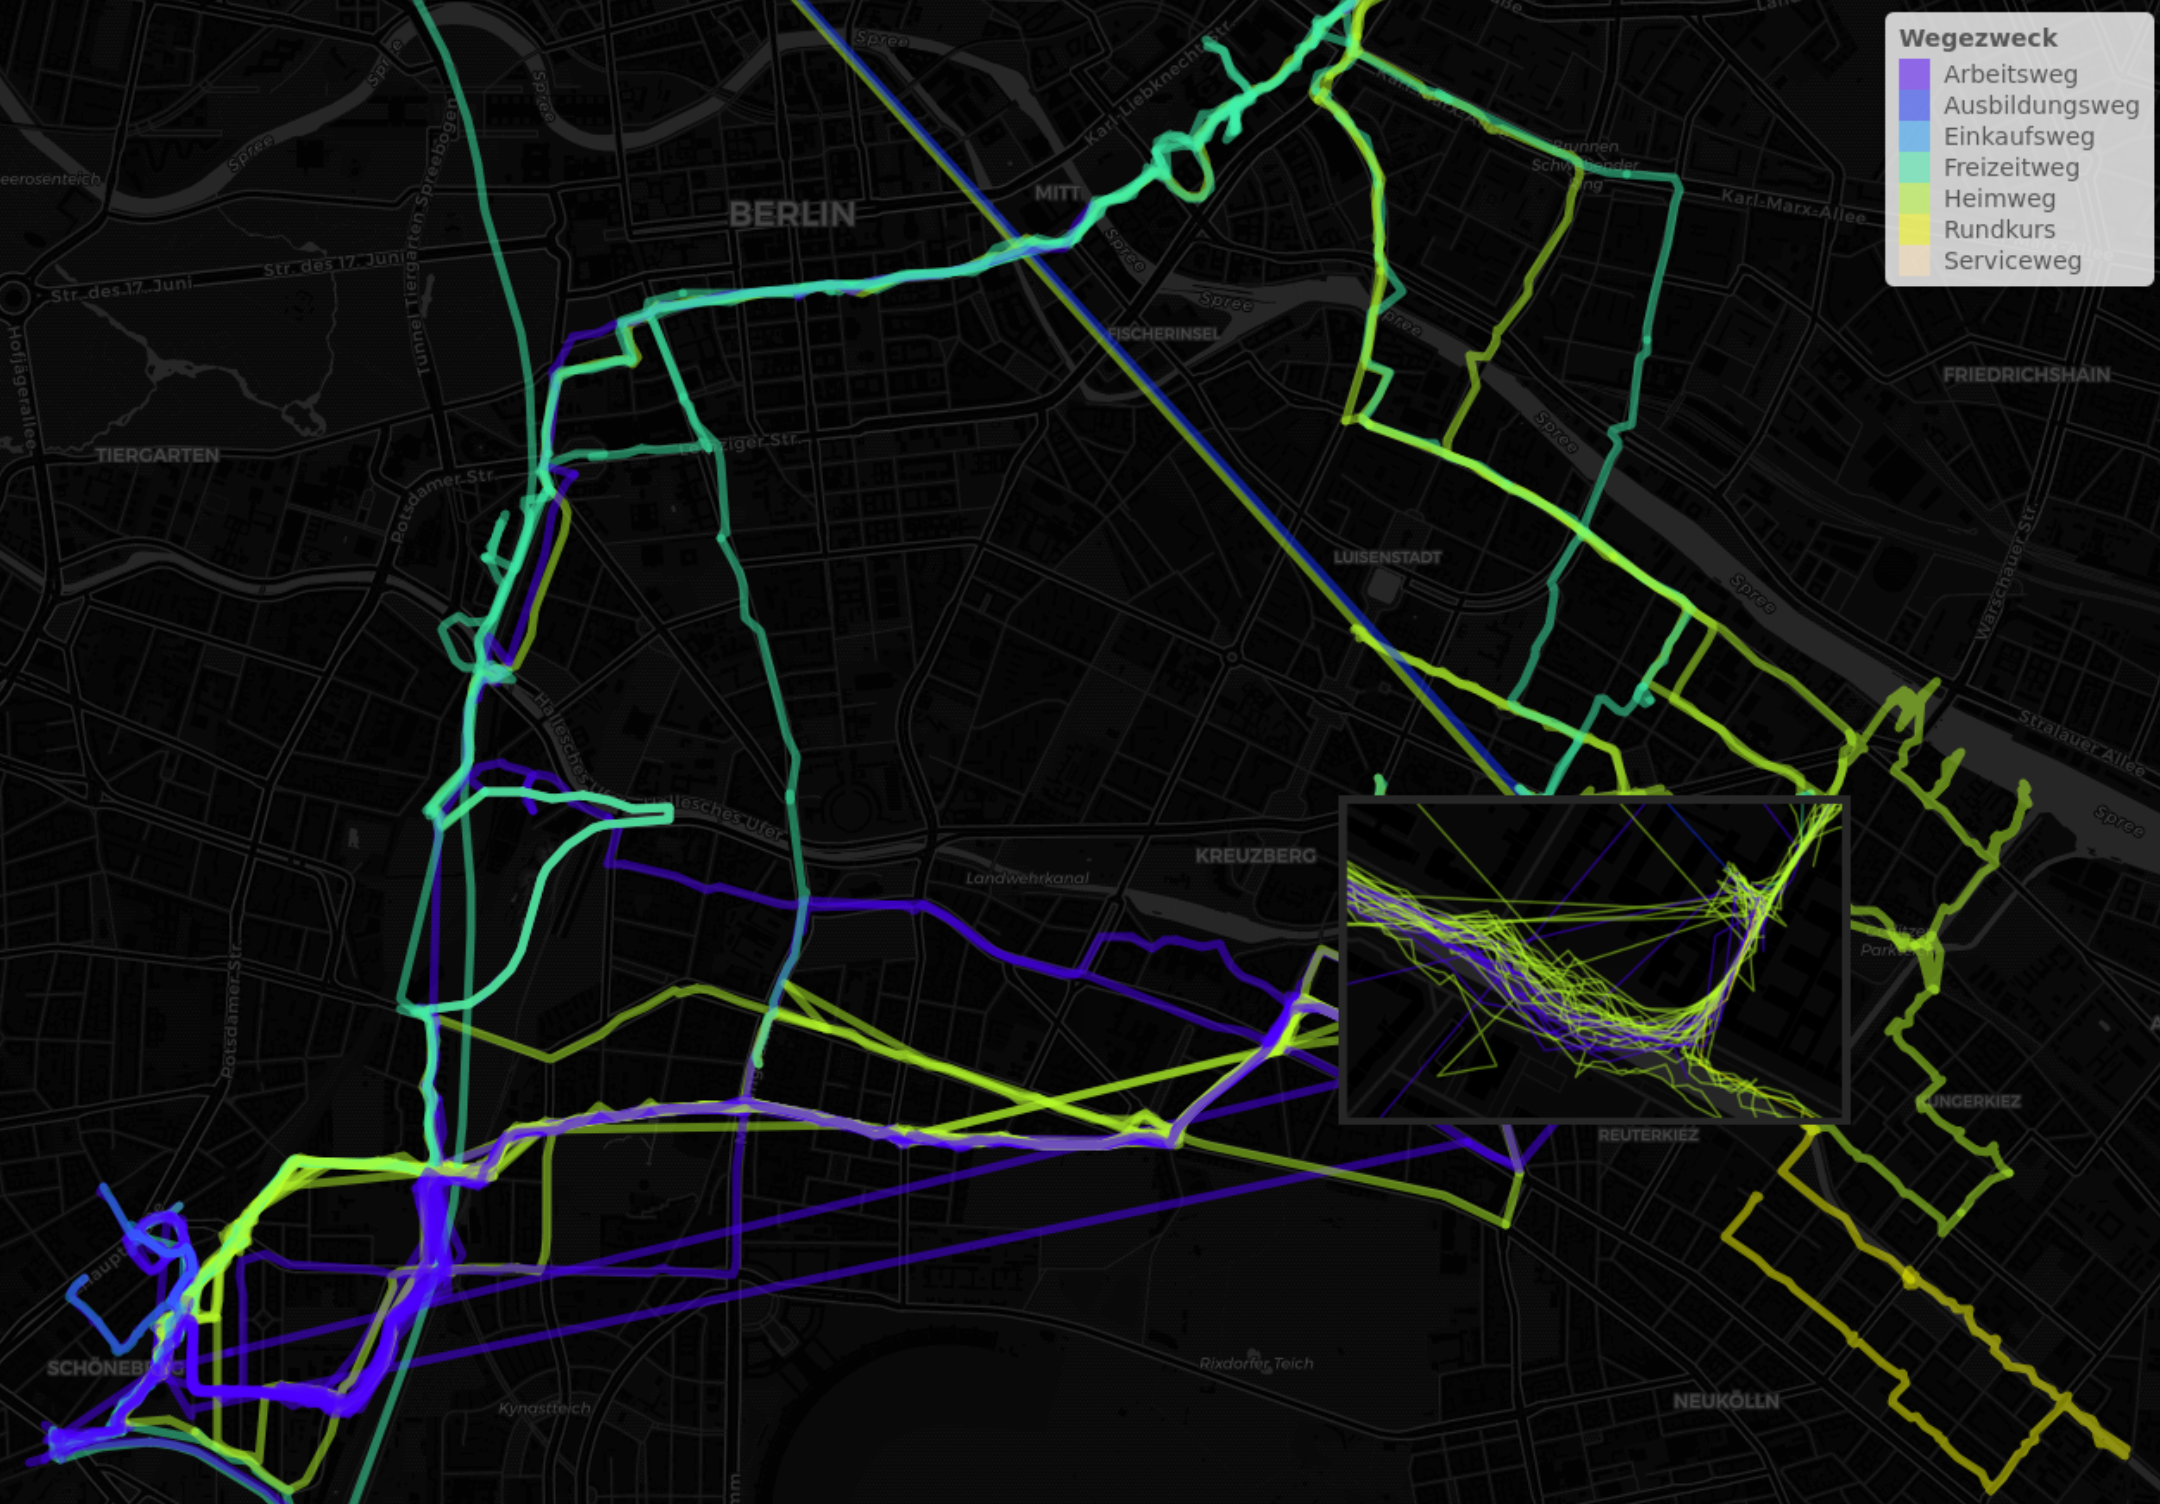 Wegezweck
Arbeitsweg
Ausbildungsweg
Einkaufsweg
Freizeitweg
Heimweg
Rundkurs
Serviceweg
Spree
Spree
Spree
Spree
Karl-Liebknecht-Str.
eerosenteich
BERLIN
MITT
Karl-Marx-Allee
Brunnen
Str. des 17. Juni
Str. des 17. Juni
Tunnel Tiergarten Spreebogen
Hofjägerallee
Spree
Spree
Spree
FISCHERINSEL
FRIEDRICHSHAIN
TIERGARTEN
Potsdamer Str.
Leipziger Str.
Spree
LUISENSTADT
Spree
Warschauer Str.
Stralauer Allee
Spree
Hallesches Ufer
KREUZBERG
Landwehrkanal
Potsdamer Str.
REUTERKIEZ
UNGERKIEZ
SCHÖNEBERG
Kynastteich
Rixdorfer Teich
NEUKÖLLN